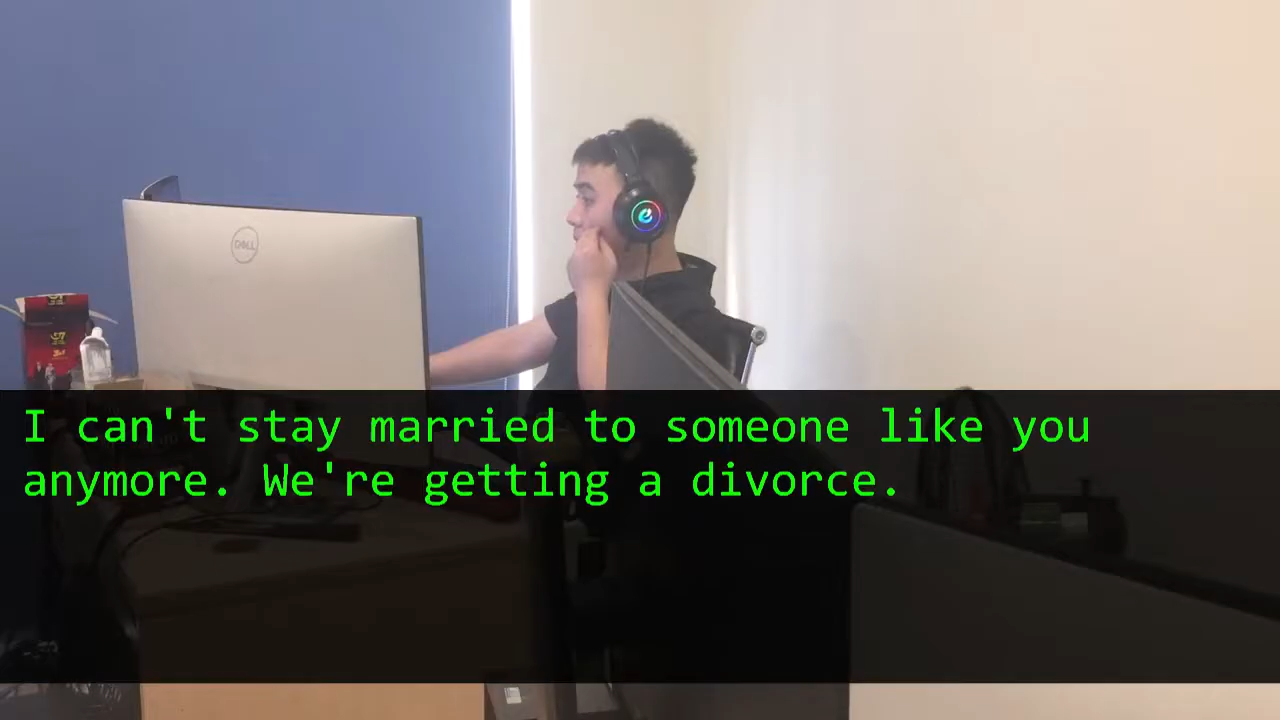 DELL
I can't stay married to someone like you
anymore. We're getting a divorce.